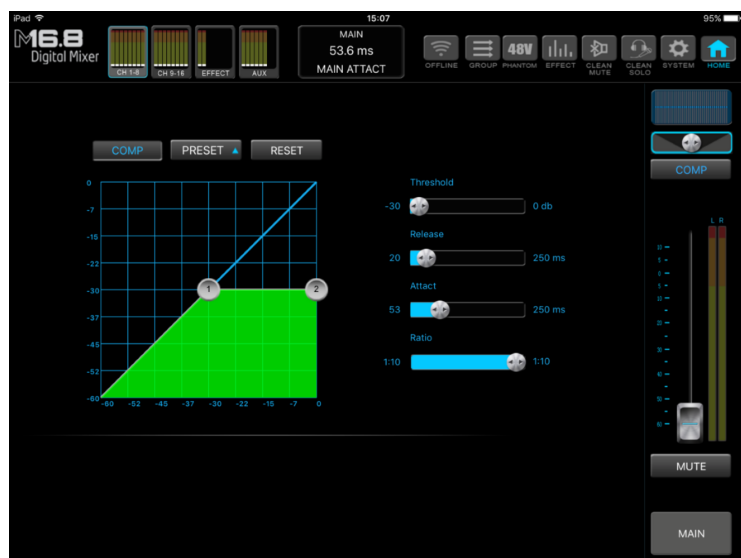 iPad 15:07 95%
M16.8
Digital Mixer
CH 1-8 CH 9-16 EFFECT AUX
MAIN
53.6 ms
MAIN ATTACT
48V
OFFLINE GROUP PHANTOM EFFECT CLEAN MUTE CLEAN SOLO SYSTEM HOME
COMP PRESET RESET
COMP
0
-7
-15
-22
-30
-37
-45
-52
-60
1 2
-60 -52 -45 -37 -30 -22 -15 -7 0
Threshold
-30 0 db
Release
20 250 ms
Attact
53 250 ms
Ratio
1:10 1:10
L R
MUTE
MAIN